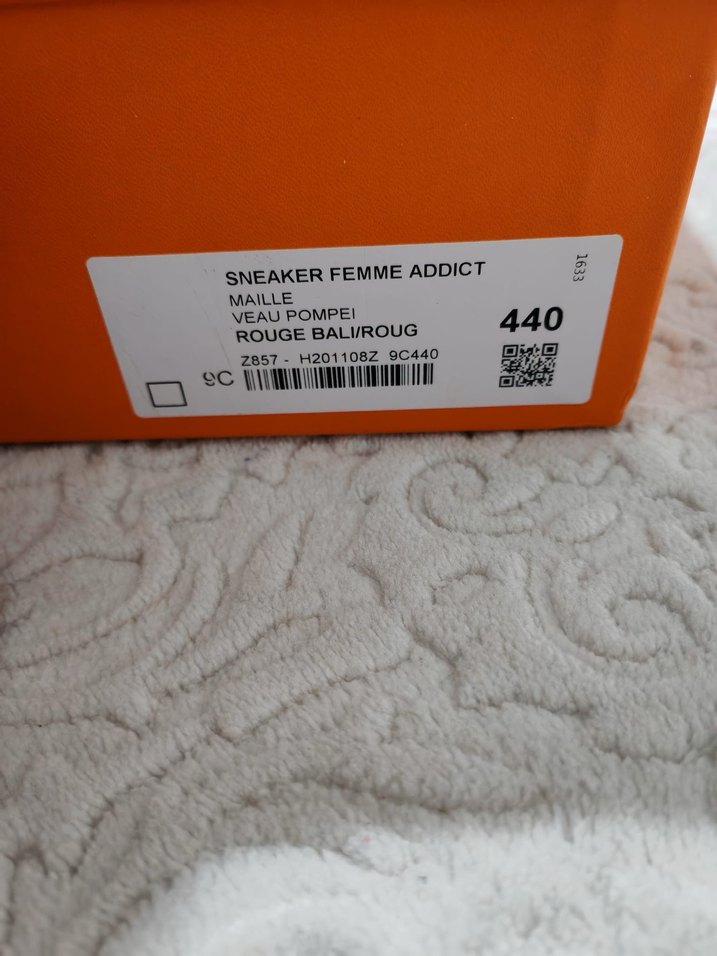 SNEAKER FEMME ADDICT
1633
MAILLE
VEAU POMPEI
ROUGE BALI/ROUG
440
Z857 - H201108Z 9C440
9C